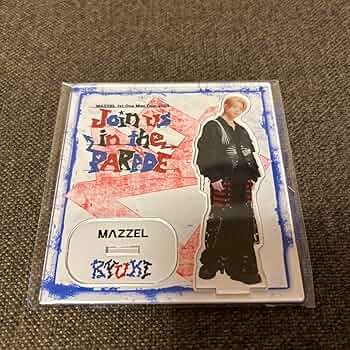 MAZZEL 1st One Man Tour 2024
Join us
in the
PARADE
MAZZEL
RYUKI